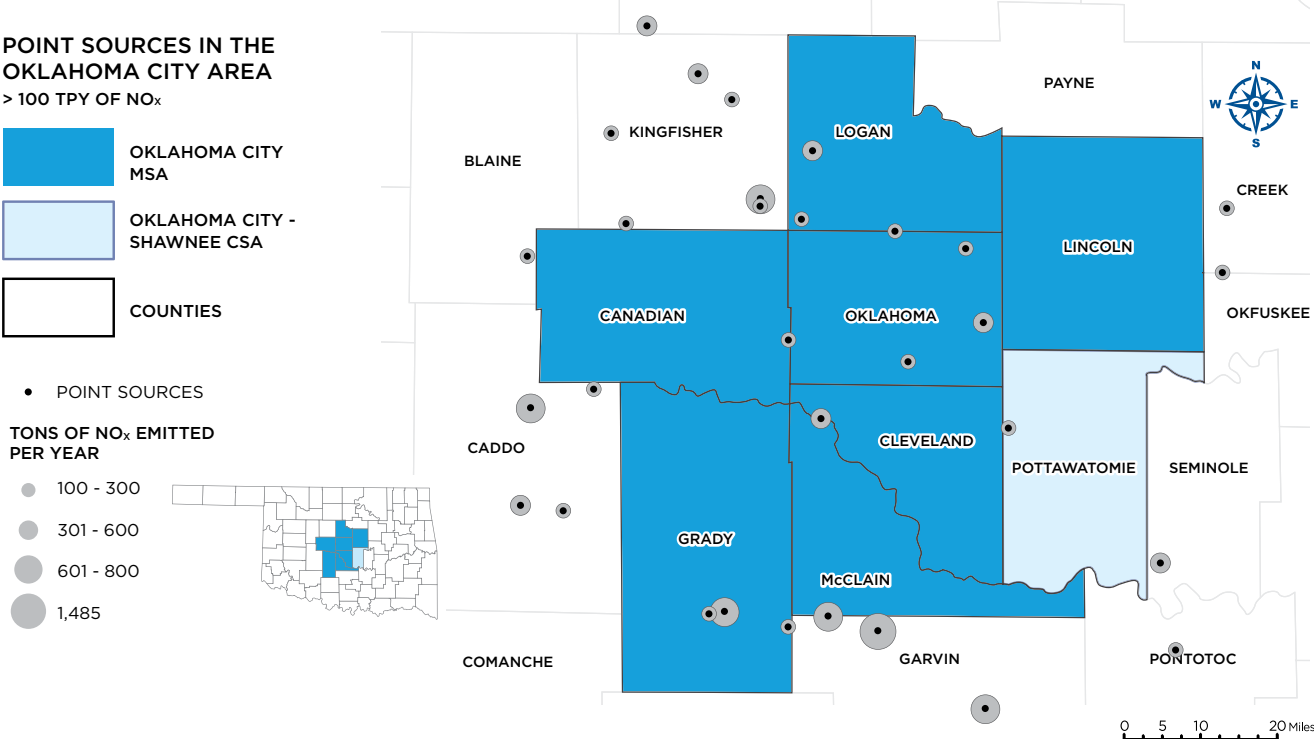 POINT SOURCES IN THE
OKLAHOMA CITY AREA
> 100 TPY OF NOx
OKLAHOMA CITY
MSA
OKLAHOMA CITY -
SHAWNEE CSA
COUNTIES
POINT SOURCES
TONS OF NOx EMITTED
PER YEAR
100 - 300
301 - 600
601 - 800
1,485
N
W E
S
PAYNE
KINGFISHER
LOGAN
BLAINE
CREEK
LINCOLN
CANADIAN
OKLAHOMA
OKFUSKEE
CADDO
CLEVELAND
POTTAWATOMIE
SEMINOLE
GRADY
McCLAIN
COMANCHE
GARVIN
PONTOTOC
0 5 10 20 Miles